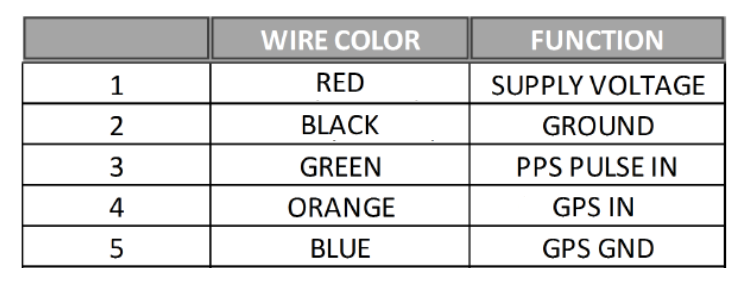 WIRE COLOR FUNCTION
1 RED SUPPLY VOLTAGE
2 BLACK GROUND
3 GREEN PPS PULSE IN
4 ORANGE GPS IN
5 BLUE GPS GND